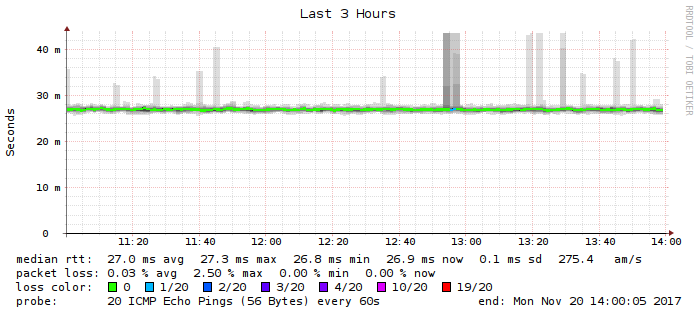 Last 3 Hours
RRDTOOL / TOBI OETIKER
Seconds
40 m
30 m
20 m
10 m
0
11:20 11:40 12:00 12:20 12:40 13:00 13:20 13:40 14:00
median rtt: 27.0 ms avg 27.3 ms max 26.8 ms min 26.9 ms now 0.1 ms sd 275.4 am/s
packet loss: 0.03 % avg 2.50 % max 0.00 % min 0.00 % now
loss color: 0 1/20 2/20 3/20 4/20 10/20 19/20
probe: 20 ICMP Echo Pings (56 Bytes) every 60s end: Mon Nov 20 14:00:05 2017